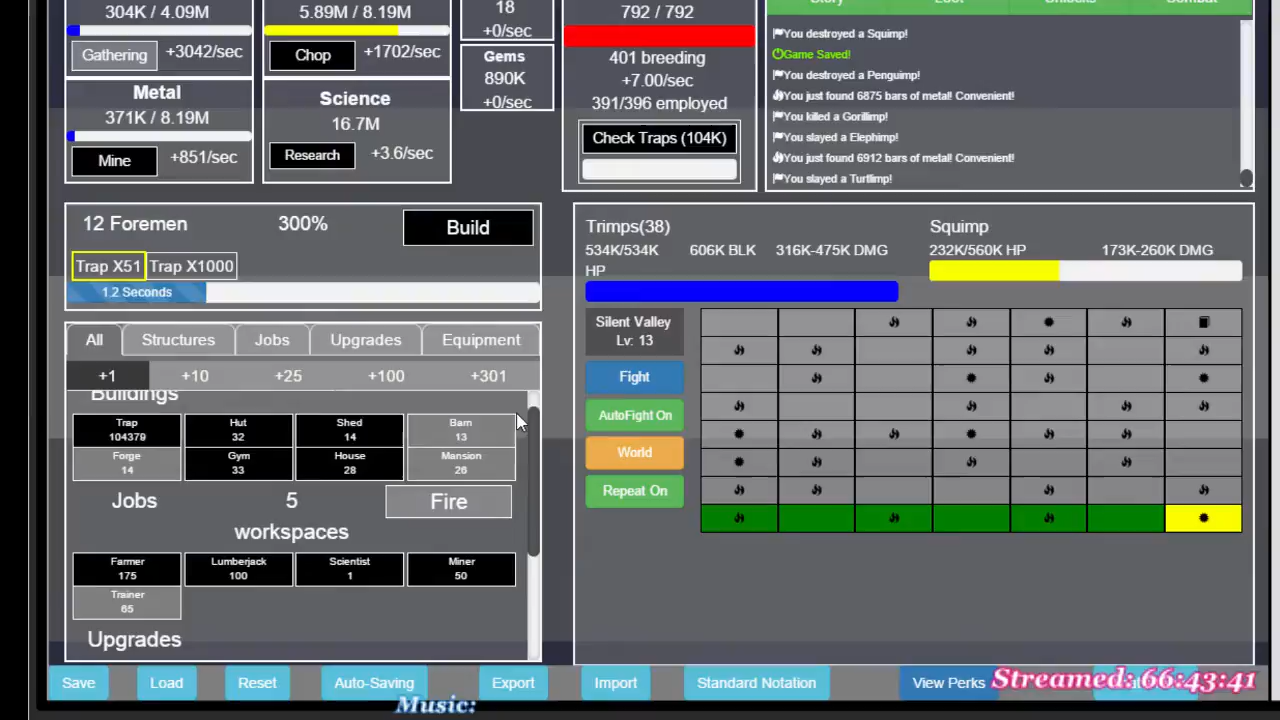 304K / 4.09M
Gathering +3042/sec
5.89M / 8.19M
Chop +1702/sec
18
+0/sec
Gems
890K
+0/sec
Metal
371K / 8.19M
Mine +851/sec
Science
16.7M
Research +3.6/sec
792 / 792
401 breeding
+7.00/sec
391/396 employed
Check Traps (104K)
Story Loot Unlocks Combat
You destroyed a Squimp!
Game Saved!
You destroyed a Penguimp!
You just found 6875 bars of metal! Convenient!
You killed a Gorillimp!
You slayed a Elephimp!
You just found 6912 bars of metal! Convenient!
You slayed a Turtlimp!
12 Foremen 300% Build
Trap X51 Trap X1000
1.2 Seconds
All Structures Jobs Upgrades Equipment
+1 +10 +25 +100 +301
Buildings
Trap Hut Shed Barn
104379 32 14 13
Forge Gym House Mansion
14 33 28 26
Jobs 5 Fire
workspaces
Farmer Lumberjack Scientist Miner
175 100 1 50
Trainer
65
Upgrades
Trimps(38)
534K/534K HP 606K BLK 316K-475K DMG
Squimp
232K/560K HP 173K-260K DMG
Silent Valley
Lv: 13
Fight
AutoFight On
World
Repeat On
Save Load Reset Auto-Saving Export Import Standard Notation View Perks
Streamed: 66:43:41
Music: